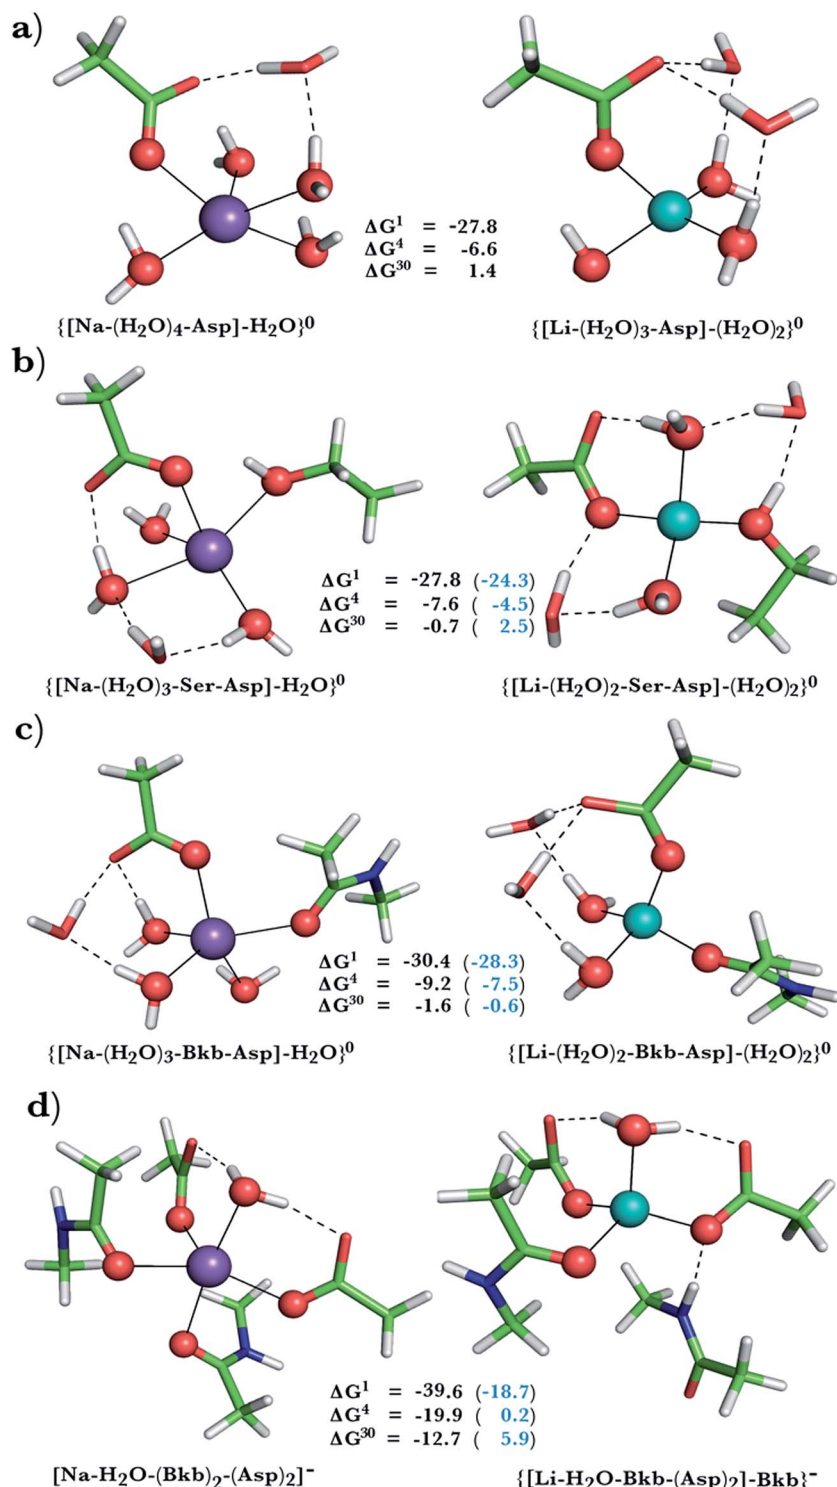 a)
ΔG¹ = -27.8
ΔG⁴ = -6.6
ΔG³⁰ = 1.4
{[Na-(H₂O)₄-Asp]-H₂O}⁰
{[Li-(H₂O)₃-Asp]-(H₂O)₂}⁰
b)
ΔG¹ = -27.8 (-24.3)
ΔG⁴ = -7.6 ( -4.5)
ΔG³⁰ = -0.7 ( 2.5)
{[Na-(H₂O)₃-Ser-Asp]-H₂O}⁰
{[Li-(H₂O)₂-Ser-Asp]-(H₂O)₂}⁰
c)
ΔG¹ = -30.4 (-28.3)
ΔG⁴ = -9.2 ( -7.5)
ΔG³⁰ = -1.6 ( -0.6)
{[Na-(H₂O)₃-Bkb-Asp]-H₂O}⁰
{[Li-(H₂O)₂-Bkb-Asp]-(H₂O)₂}⁰
d)
ΔG¹ = -39.6 (-18.7)
ΔG⁴ = -19.9 ( 0.2)
ΔG³⁰ = -12.7 ( 5.9)
[Na-H₂O-(Bkb)₂-(Asp)₂]⁻
{[Li-H₂O-Bkb-(Asp)₂]-Bkb}⁻